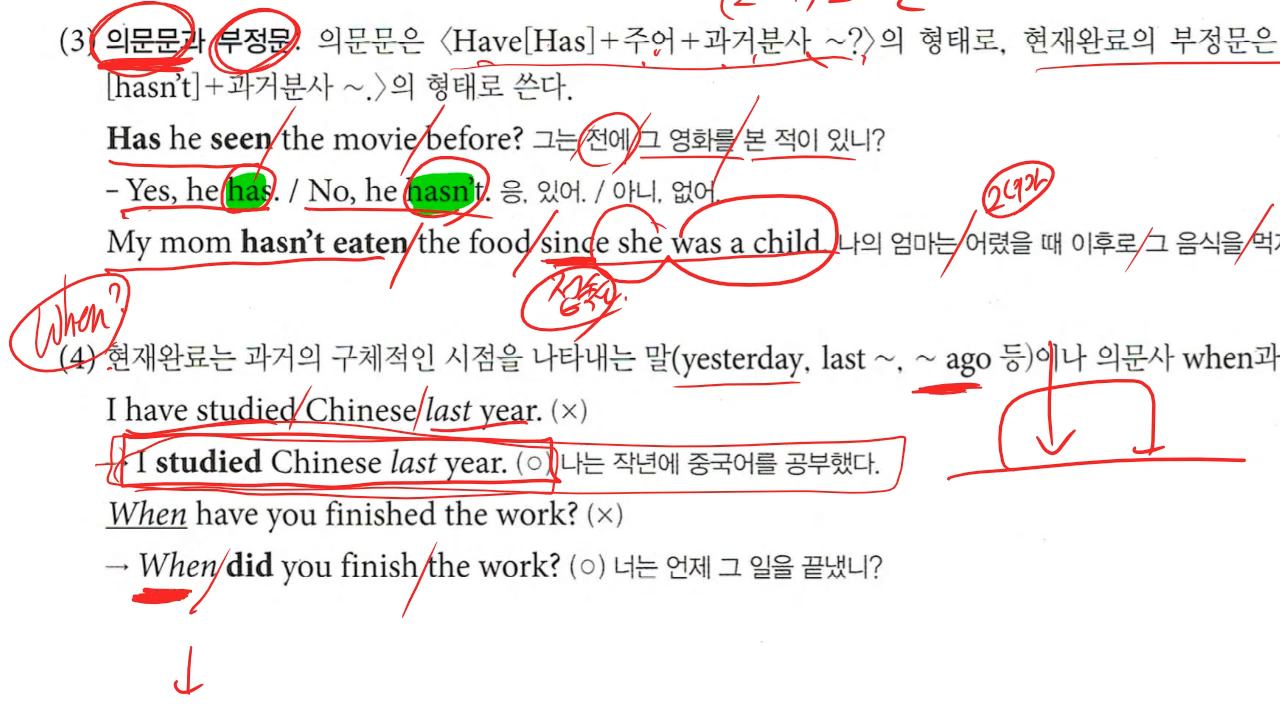 (3) 의문문과 부정문: 의문문은 〈Have[Has]+주어+과거분사 ~?〉의 형태로, 현재완료의 부정문은
[hasn't]+과거분사 ~.〉의 형태로 쓴다.
Has he seen the movie before? 그는 전에 그 영화를 본 적이 있니?
– Yes, he has. / No, he hasn't. 응, 있어. / 아니, 없어.
My mom hasn't eaten the food since she was a child. 나의 엄마는 어렸을 때 이후로 그 음식을 먹지
접속사
When?
(4) 현재완료는 과거의 구체적인 시점을 나타내는 말(yesterday, last ~, ~ ago 등)이나 의문사 when과
I have studied Chinese last year. (×)
→ I studied Chinese last year. (○) 나는 작년에 중국어를 공부했다.
When have you finished the work? (×)
→ When did you finish the work? (○) 너는 언제 그 일을 끝냈니?